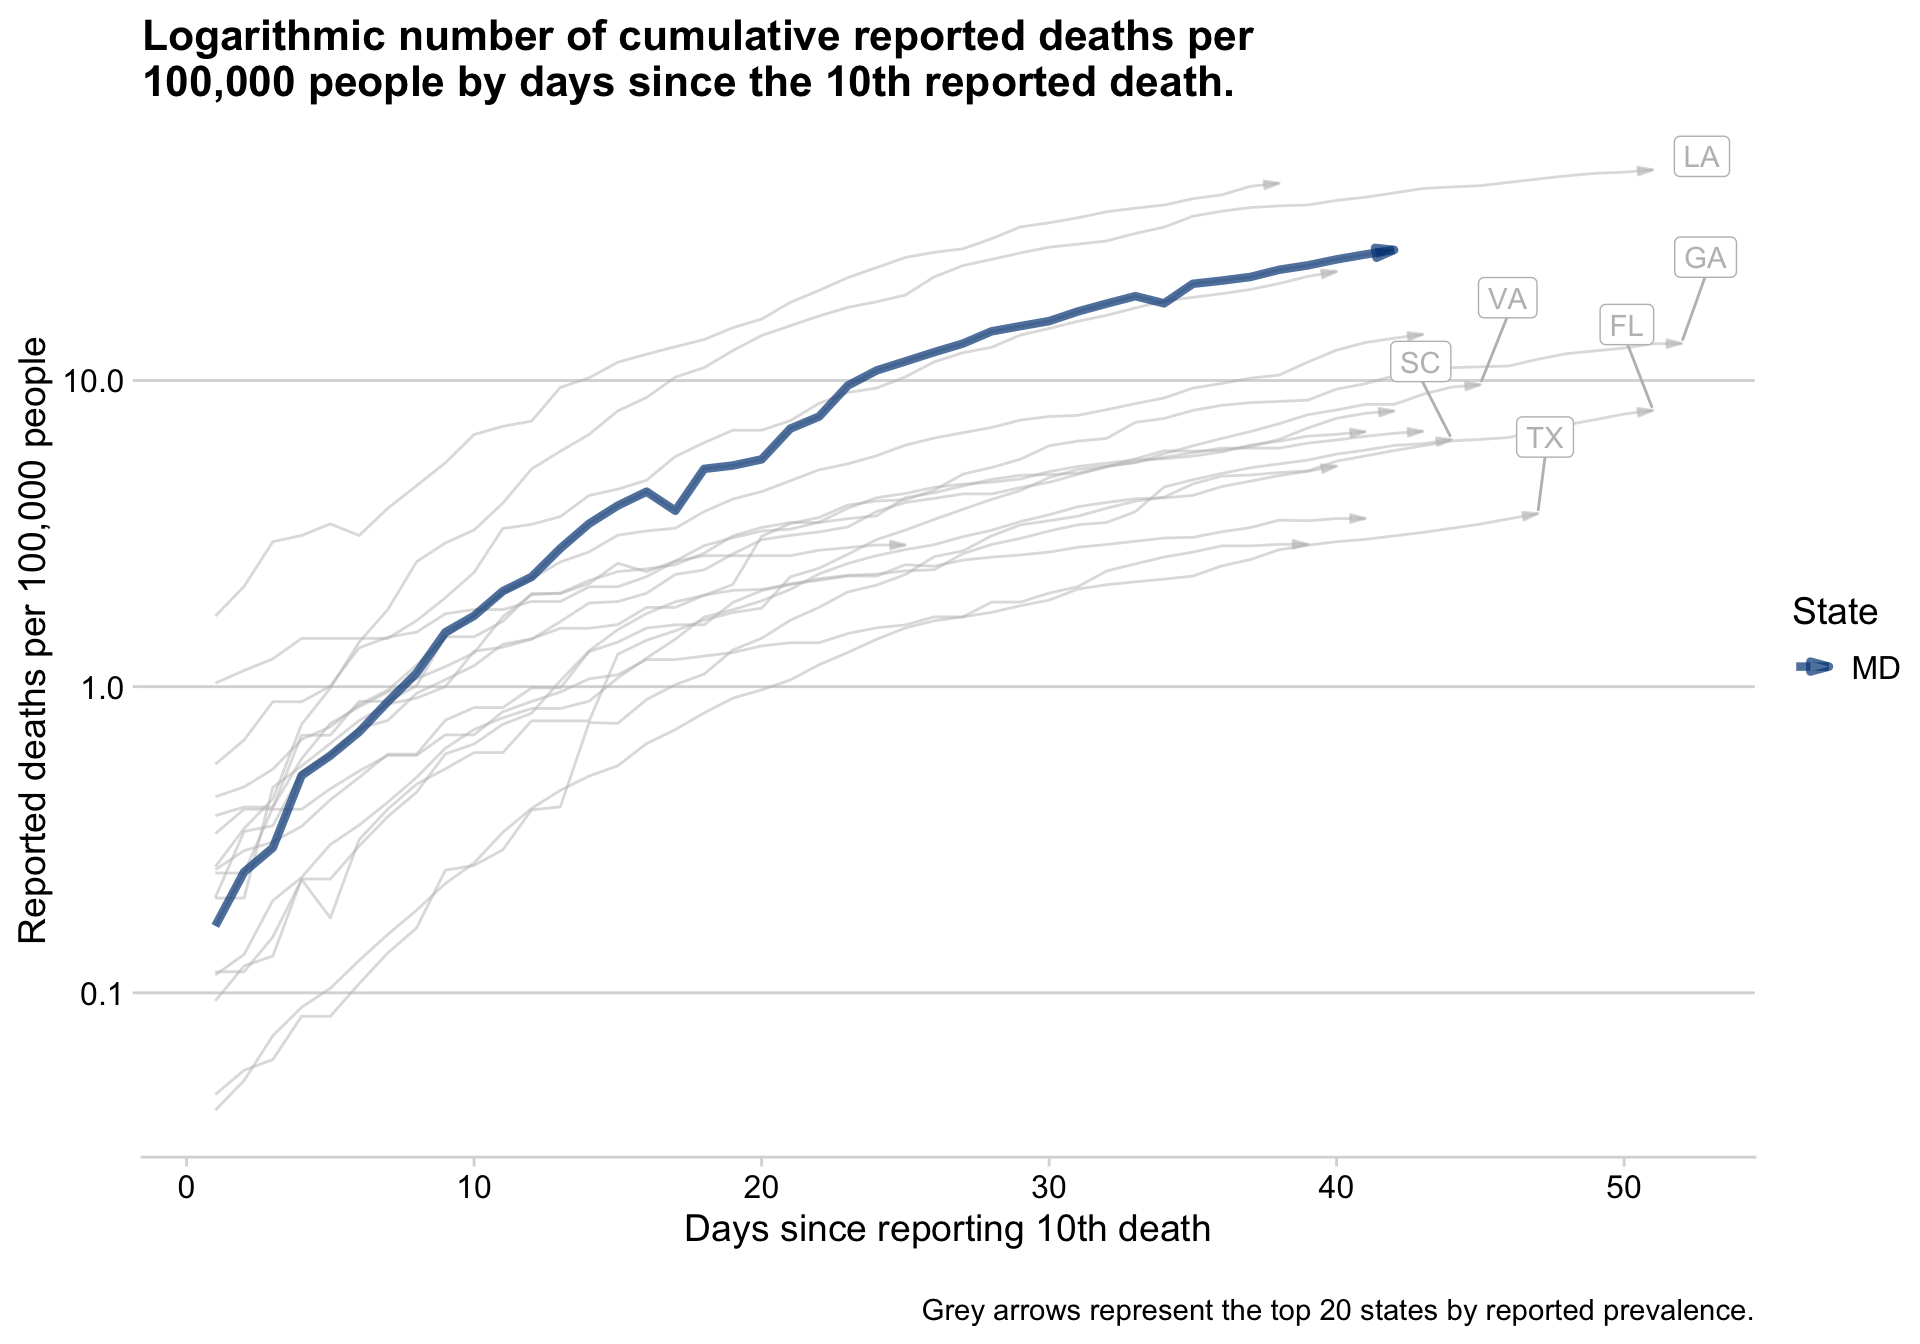 Logarithmic number of cumulative reported deaths per
100,000 people by days since the 10th reported death.
Reported deaths per 100,000 people
10.0
1.0
0.1
LA
GA
VA
FL
SC
TX
State
MD
0
10
20
30
40
50
Days since reporting 10th death
Grey arrows represent the top 20 states by reported prevalence.